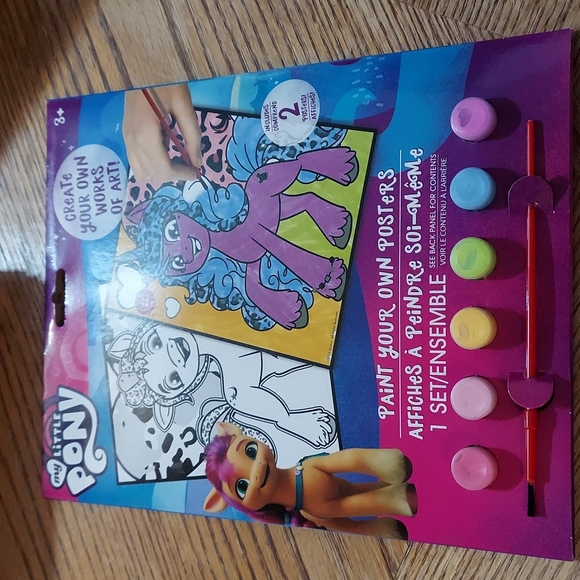 my LITTLE
PONY
3+
CREATE
YOUR OWN
WORKS
OF ART!
INCLUDES
COMPREND
2
POSTERS!
AFFICHES!
PAINT YOUR OWN POSTERS
AFFICHES À PEINDRE SOI-MÊME
1 SET/ENSEMBLE
SEE BACK PANEL FOR CONTENTS
VOIR LE CONTENU À L'ARRIÈRE